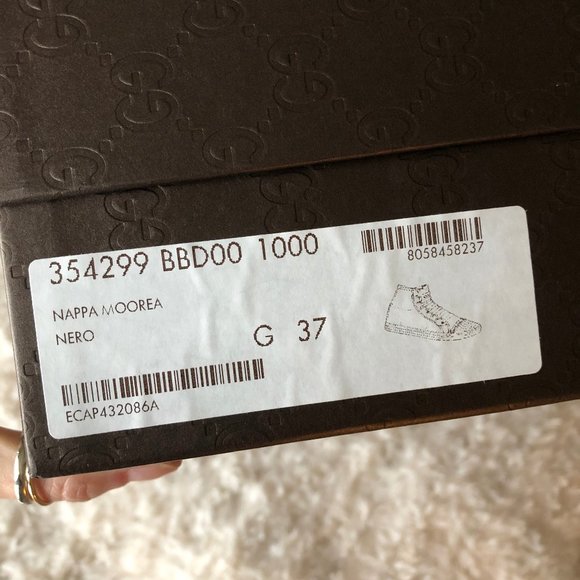 354299 BBD00 1000
8058458237
NAPPA MOOREA
NERO
G 37
ECAP432086A